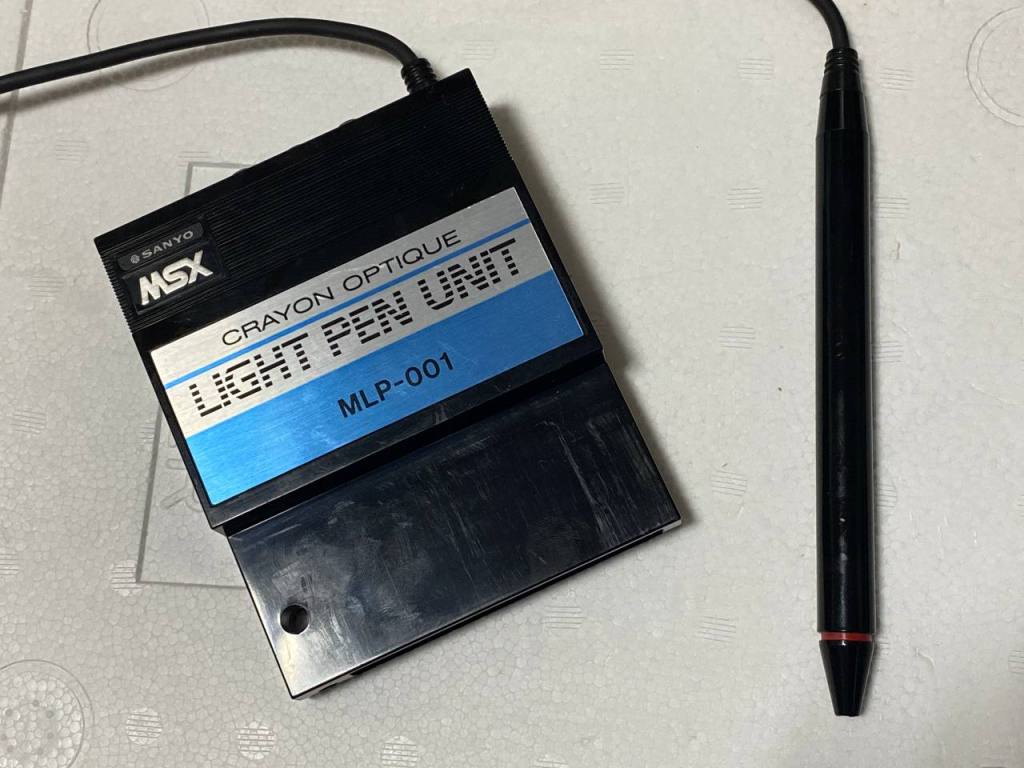 SANYO
MSX
CRAYON OPTIQUE
LIGHT PEN UNIT
MLP-001